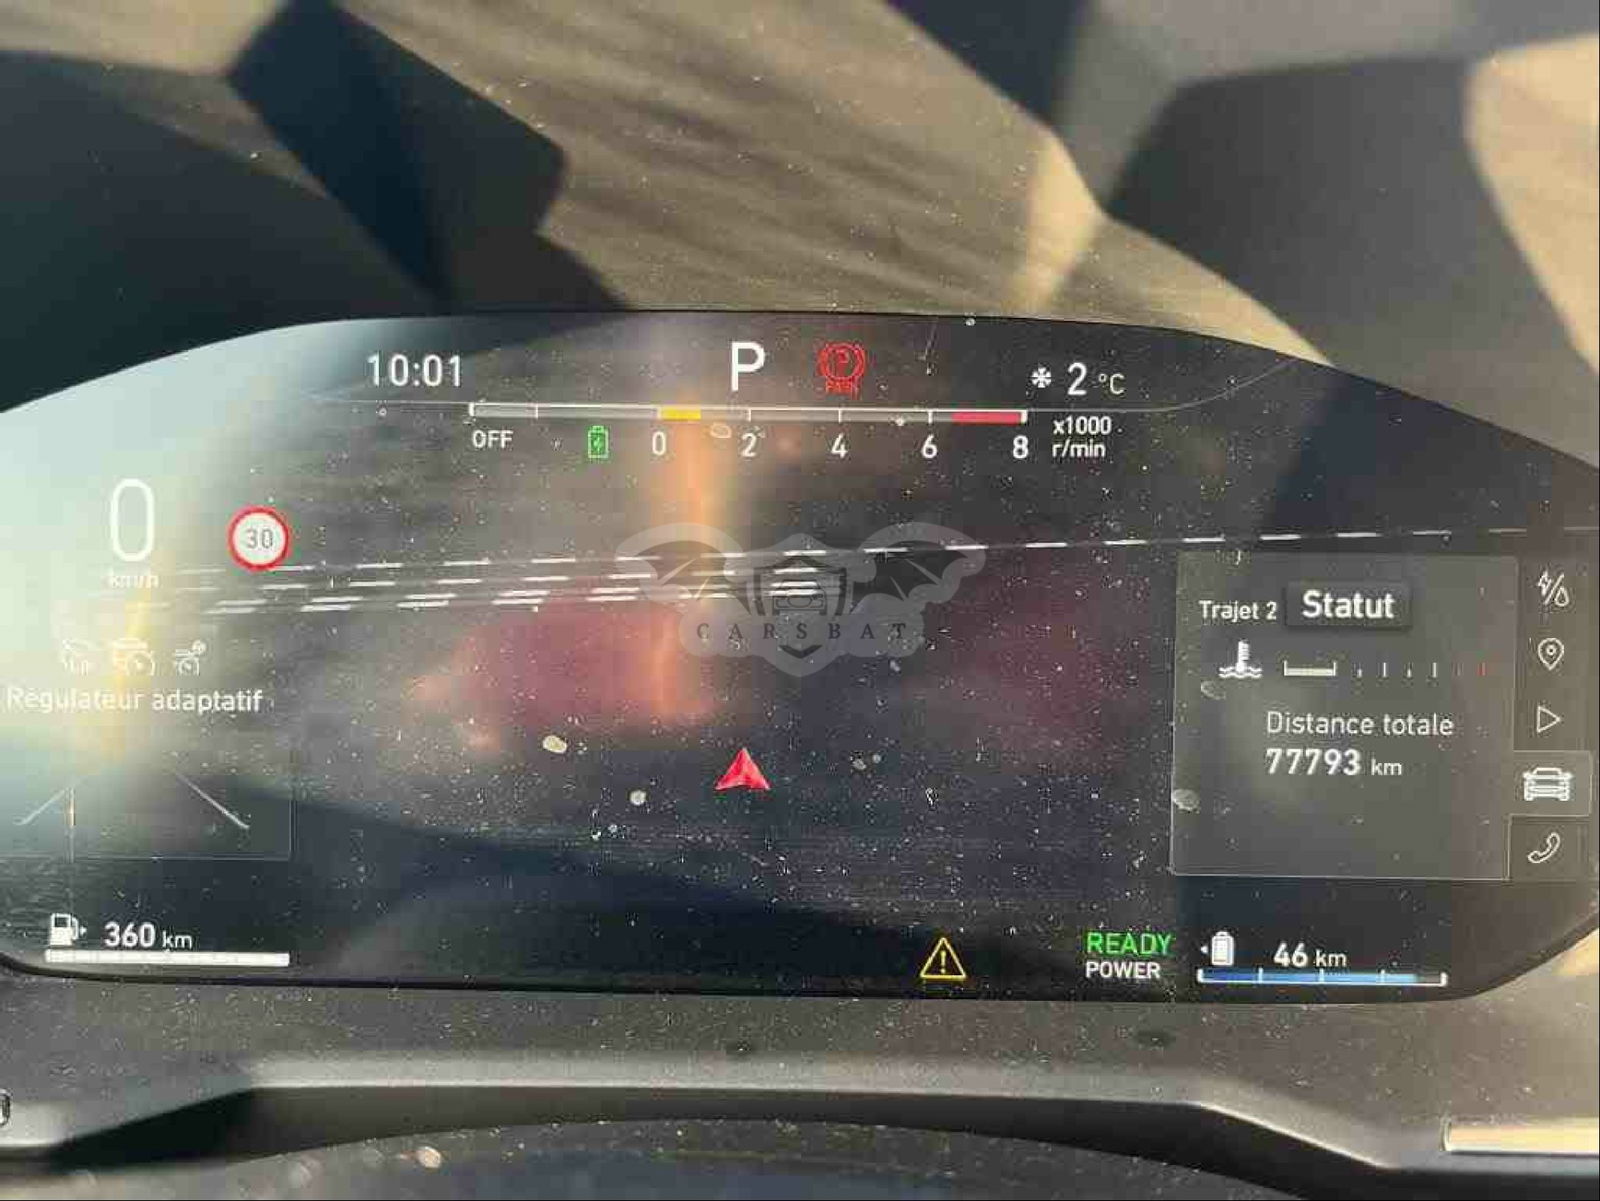 10:01
P
PARK
2 °C
OFF
0
2
4
6
8
x1000
r/min
0
km/h
30
Trajet 2
Statut
Régulateur adaptatif
Distance totale
77793 km
CARSBAT
360 km
READY
POWER
46 km